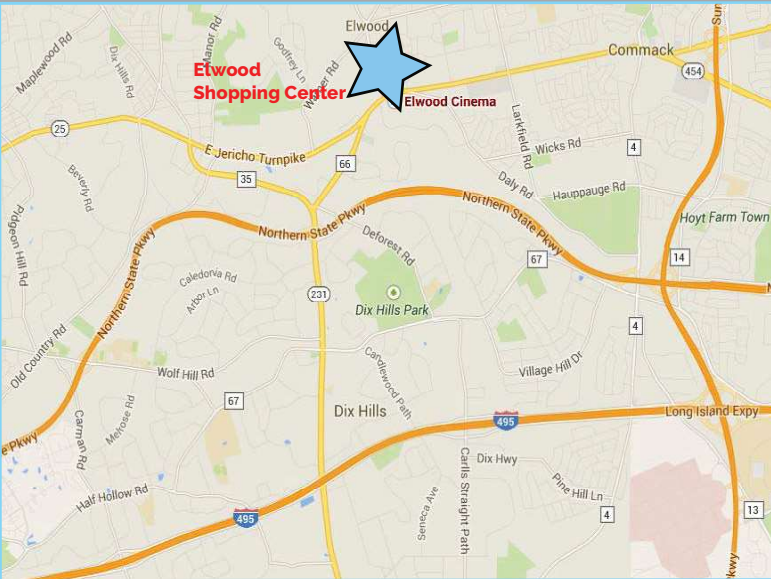 Elwood
Sun
Commack
454
Manor Rd
Maplewood Rd
Dix Hills Rd
Godfrey Ln
Elwood
Shopping Center
Elwood Cinema
25
Larkfield Rd
Wicks Rd
4
E Jericho Turnpike
66
35
Beverly Rd
Daly Rd
Hauppauge Rd
Pidgeon Hill Rd
Northern State Pkwy
Northern State Pkwy
Northern State Pkwy
Hoyt Farm Town
Deforest Rd
67
14
Caledonia Rd
Arbor Ln
231
Dix Hills Park
4
Old Country Rd
Wolf Hill Rd
Candlewood Path
Village Hill Dr
67
Melrose Rd
Carman Rd
Dix Hills
495
Long Island Expy
e Pkwy
Dix Hwy
Carlls Straight Path
Seneca Ave
Pine Hill Ln
Half Hollow Rd
495
4
13
kwy